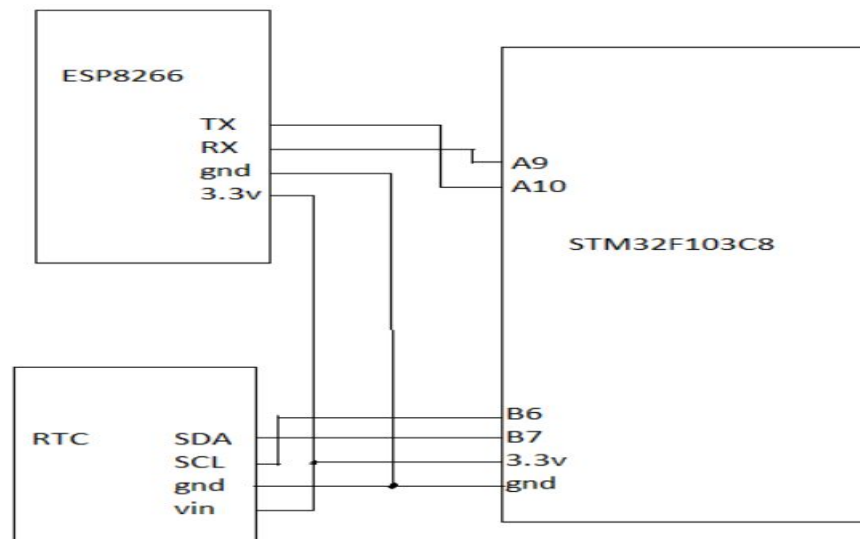 ESP8266
TX
RX
gnd
3.3v
A9
A10
STM32F103C8
B6
B7
3.3v
gnd
RTC SDA
SCL
gnd
vin